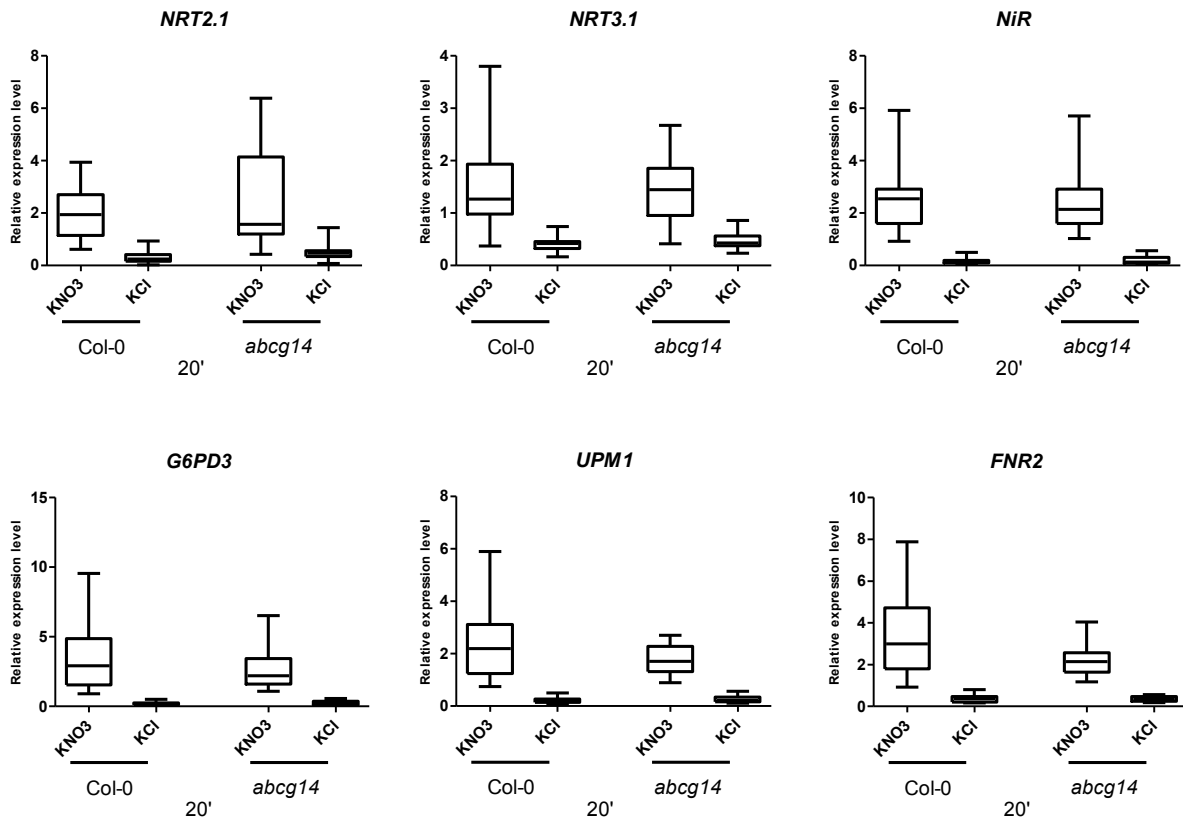 NRT2.1
NRT3.1
NiR
Relative expression level
8
6
4
2
0
KNO3
KCl
KNO3
KCl
Col-0
abcg14
20'
Relative expression level
4
3
2
1
0
KNO3
KCl
KNO3
KCl
Col-0
abcg14
20'
Relative expression level
8
6
4
2
0
KNO3
KCl
KNO3
KCl
Col-0
abcg14
20'
G6PD3
UPM1
FNR2
Relative expression level
15
10
5
0
KNO3
KCl
KNO3
KCl
Col-0
abcg14
20'
Relative expression level
8
6
4
2
0
KNO3
KCl
KNO3
KCl
Col-0
abcg14
20'
Relative expression level
10
8
6
4
2
0
KNO3
KCl
KNO3
KCl
Col-0
abcg14
20'